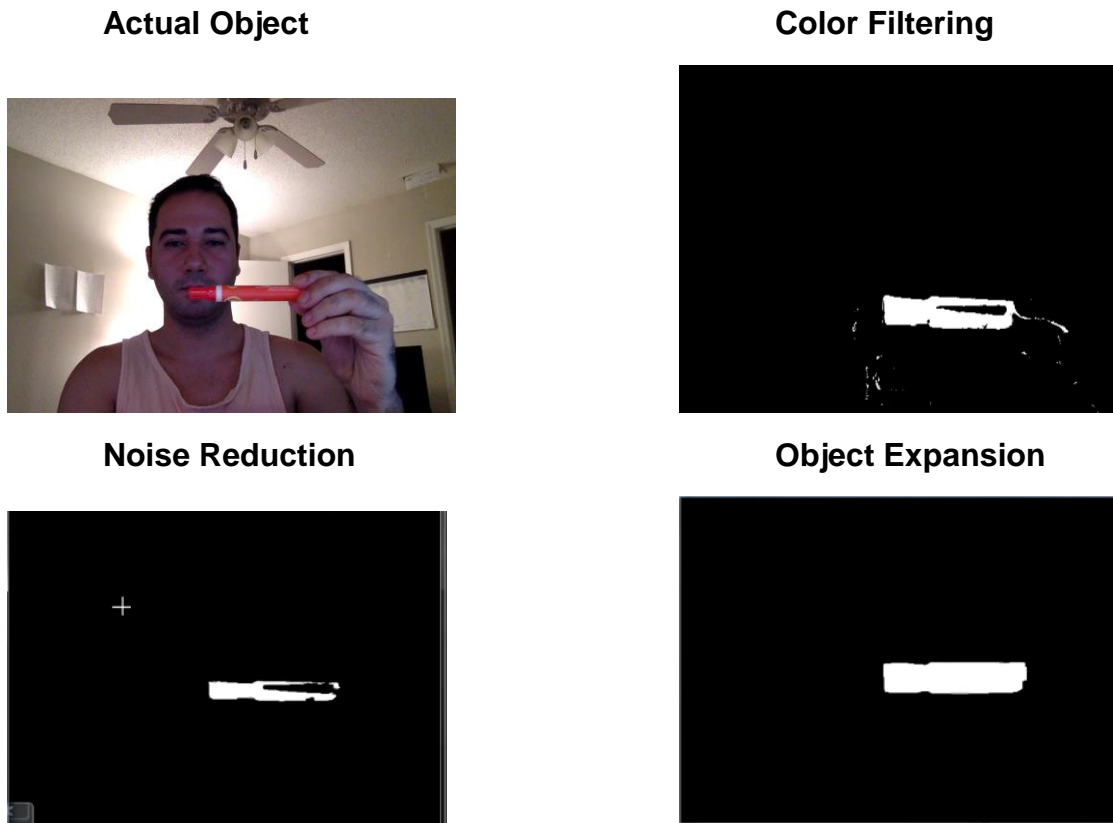 Actual Object
Color Filtering
Noise Reduction
Object Expansion